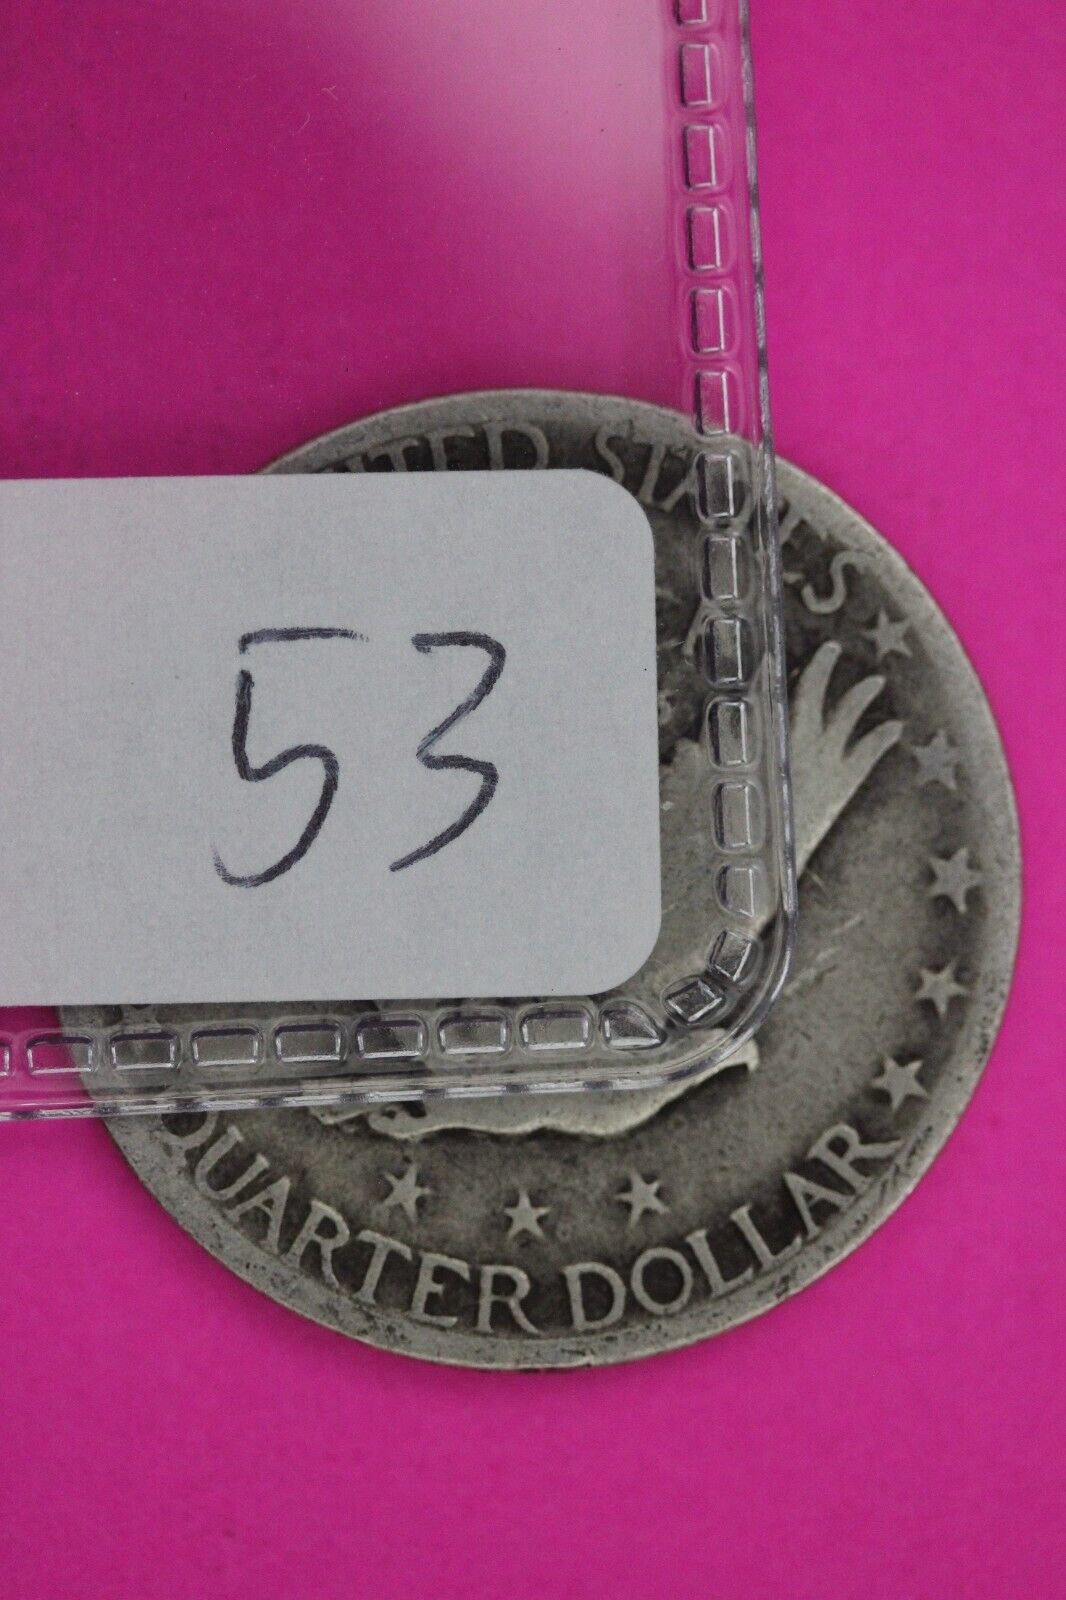 UNITED STATES
53
QUARTER DOLLAR